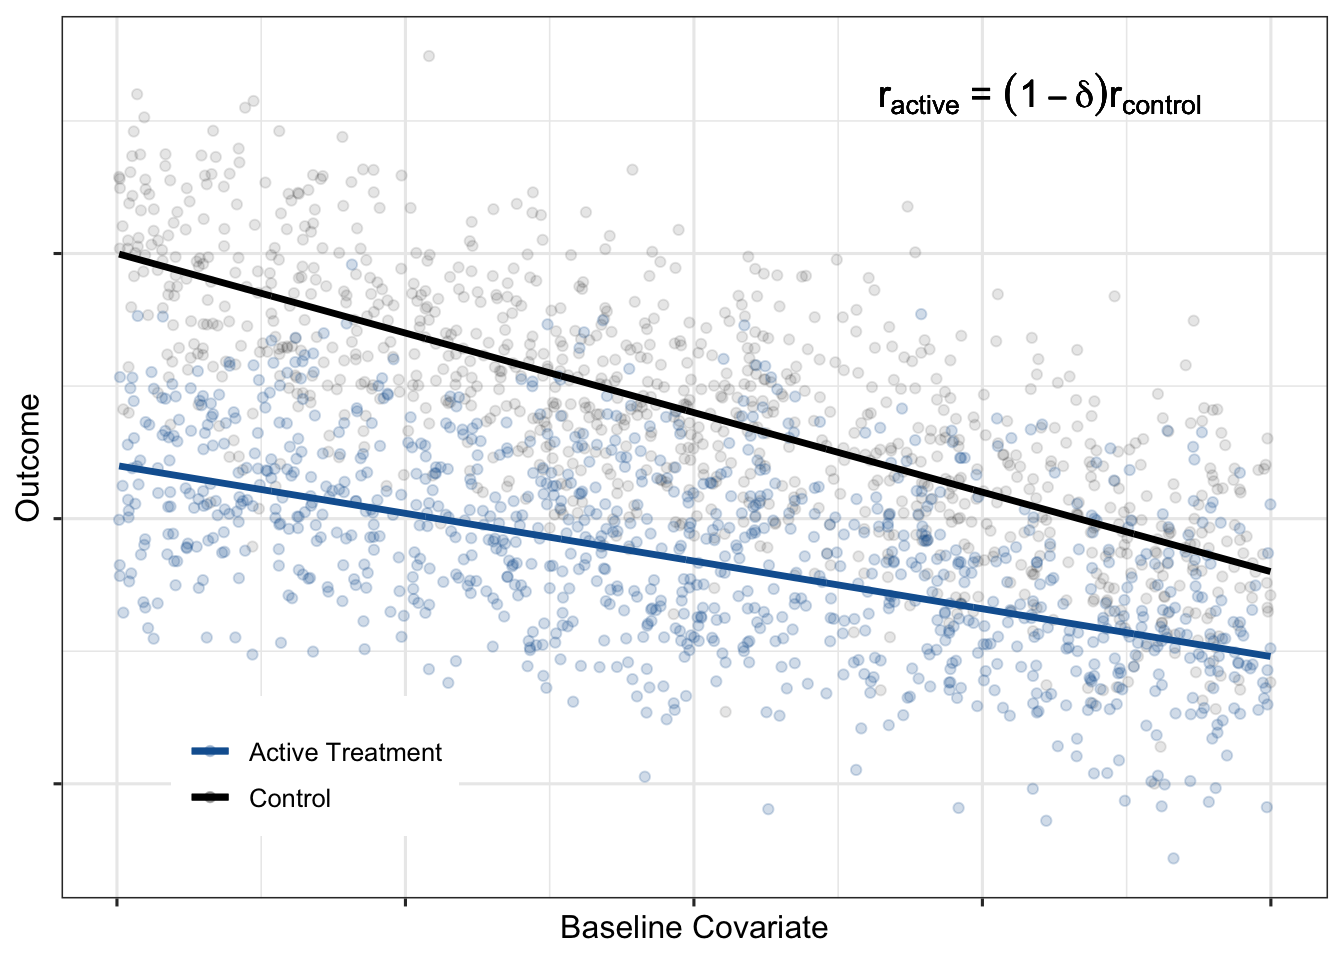 r_active = (1 − δ)r_control
Outcome
Active Treatment
Control
Baseline Covariate